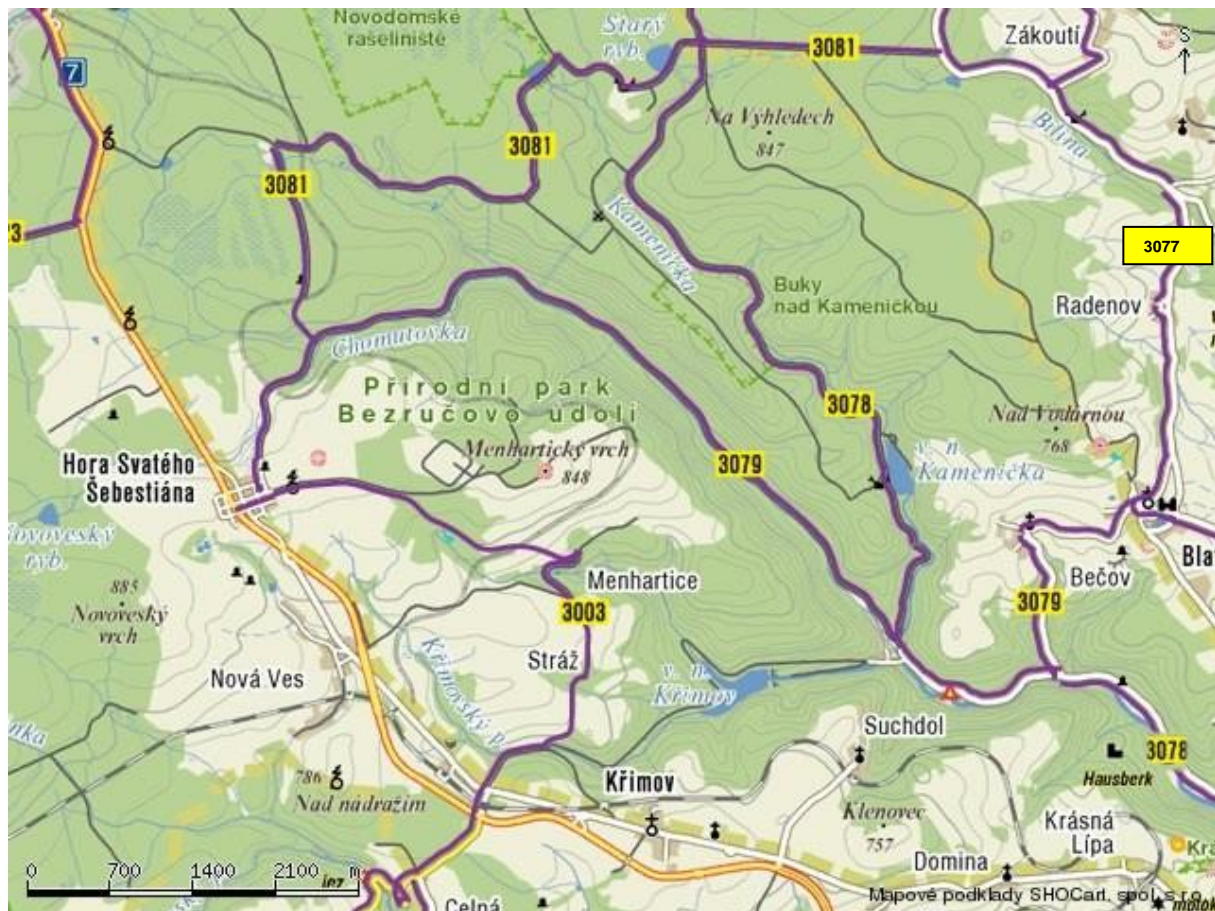 Novodomské
rašeliniště
Starý
ryb.
3081
Zákoutí
S
7
Na Výhledech
847
Bílina
3081
3081
3077
Kamenička
Buky
nad Kameničkou
Radenov
Chomutovka
Přírodní park
Bezručovo údolí
3078
Nad Vodárnou
768
Menhartický vrch
848
3079
v. n.
Kamenička
Hora Svatého
Šebestiána
Novoveský
ryb.
885
Novoveský
vrch
Menhartice
3003
Bečov
3079
Stráž
Nová Ves
Křimovský p.
v. n.
Křimov
Suchdol
3078
Hausberk
786
Nad nádražím
Křimov
Klenovec
757
Krásná
Lípa
Domina
0 700 1400 2100 m
Celná
Mapové podklady SHOCart, spol. s r.o.